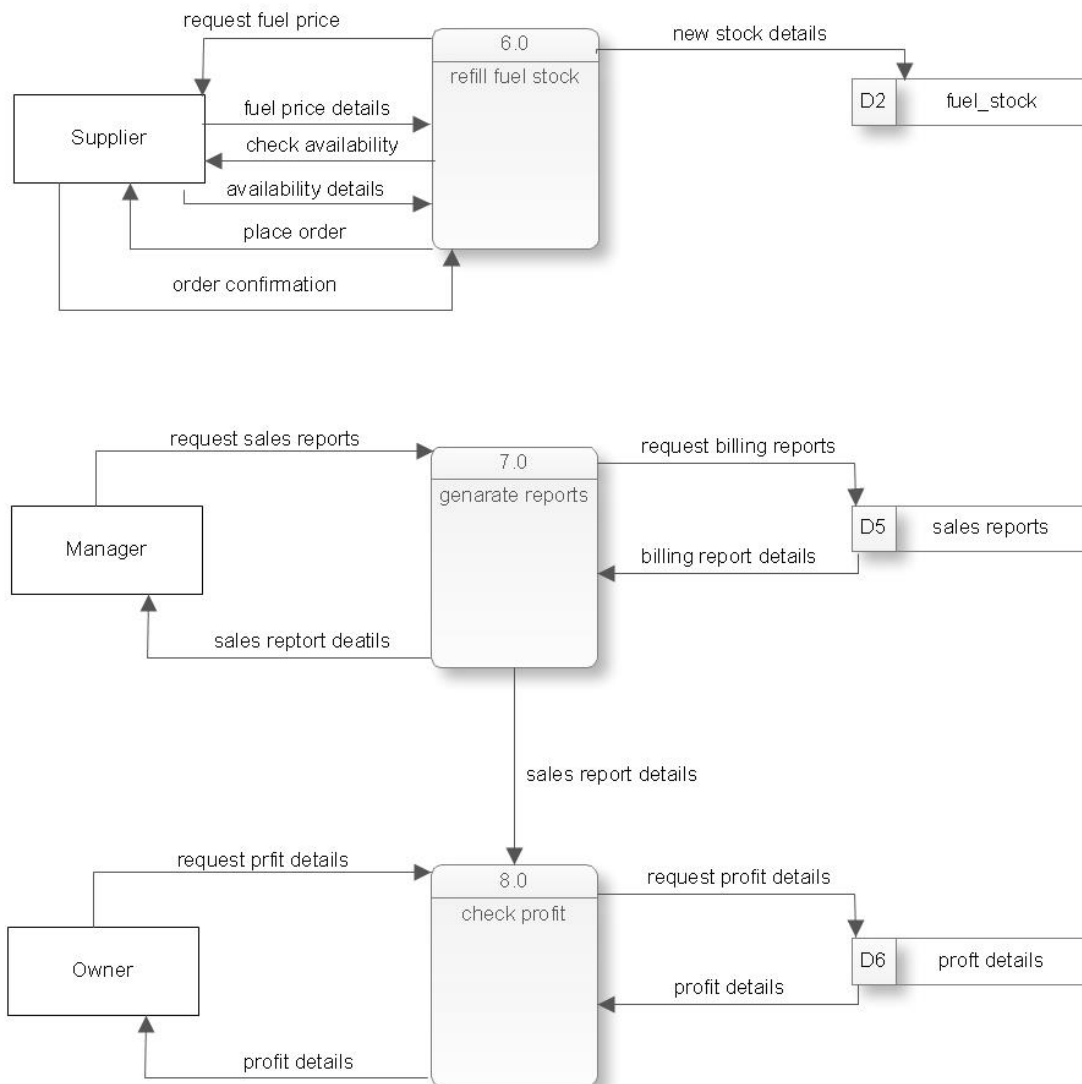 request fuel price
6.0
new stock details
refill fuel stock
D2
fuel_stock
fuel price details
Supplier
check availability
availability details
place order
order confirmation
request sales reports
7.0
request billing reports
genarate reports
D5
sales reports
Manager
billing report details
sales reptort deatils
sales report details
request prfit details
8.0
request profit details
check profit
D6
proft details
Owner
profit details
profit details